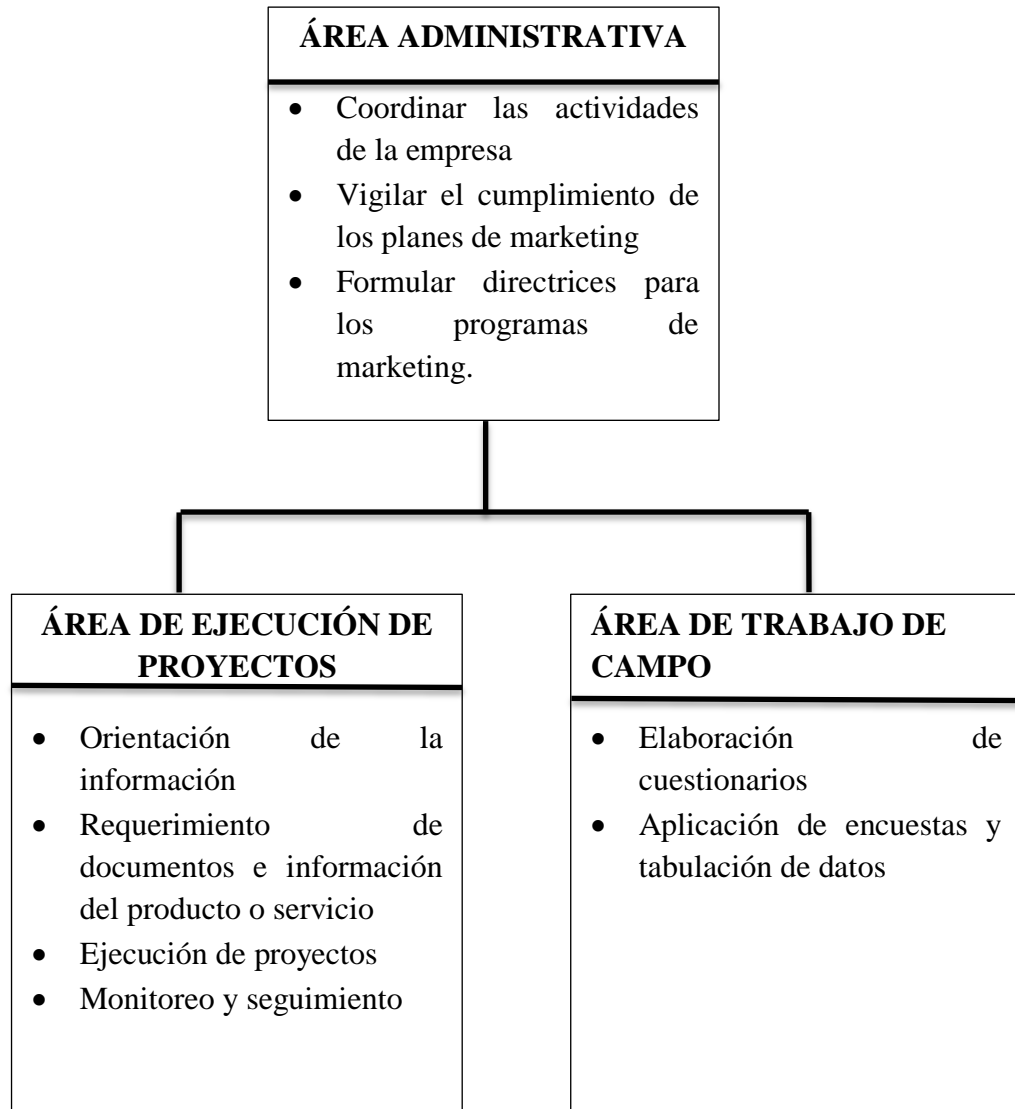 ÁREA ADMINISTRATIVA
• Coordinar las actividades
de la empresa
• Vigilar el cumplimiento de
los planes de marketing
• Formular directrices para
los programas de
marketing.
ÁREA DE EJECUCIÓN DE
PROYECTOS
• Orientación de la
información
• Requerimiento de
documentos e información
del producto o servicio
• Ejecución de proyectos
• Monitoreo y seguimiento
ÁREA DE TRABAJO DE
CAMPO
• Elaboración de
cuestionarios
• Aplicación de encuestas y
tabulación de datos